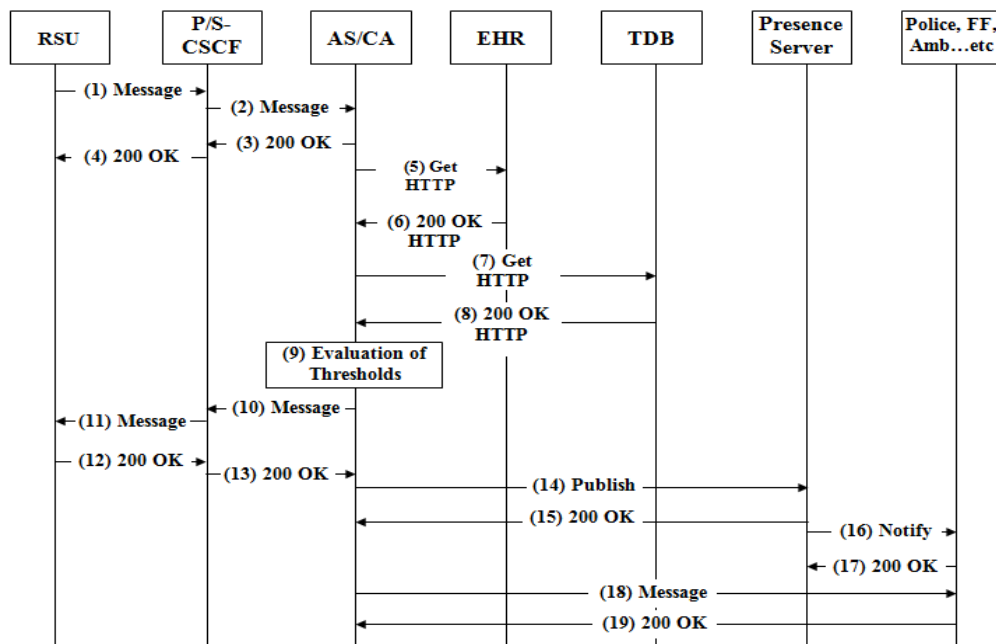 RSU
P/S-
CSCF
AS/CA
EHR
TDB
Presence
Server
Police, FF,
Amb...etc
(1) Message
(2) Message
(3) 200 OK
(4) 200 OK
(5) Get
HTTP
(6) 200 OK
HTTP
(7) Get
HTTP
(8) 200 OK
HTTP
(9) Evaluation of
Thresholds
(10) Message
(11) Message
(12) 200 OK
(13) 200 OK
(14) Publish
(15) 200 OK
(16) Notify
(17) 200 OK
(18) Message
(19) 200 OK